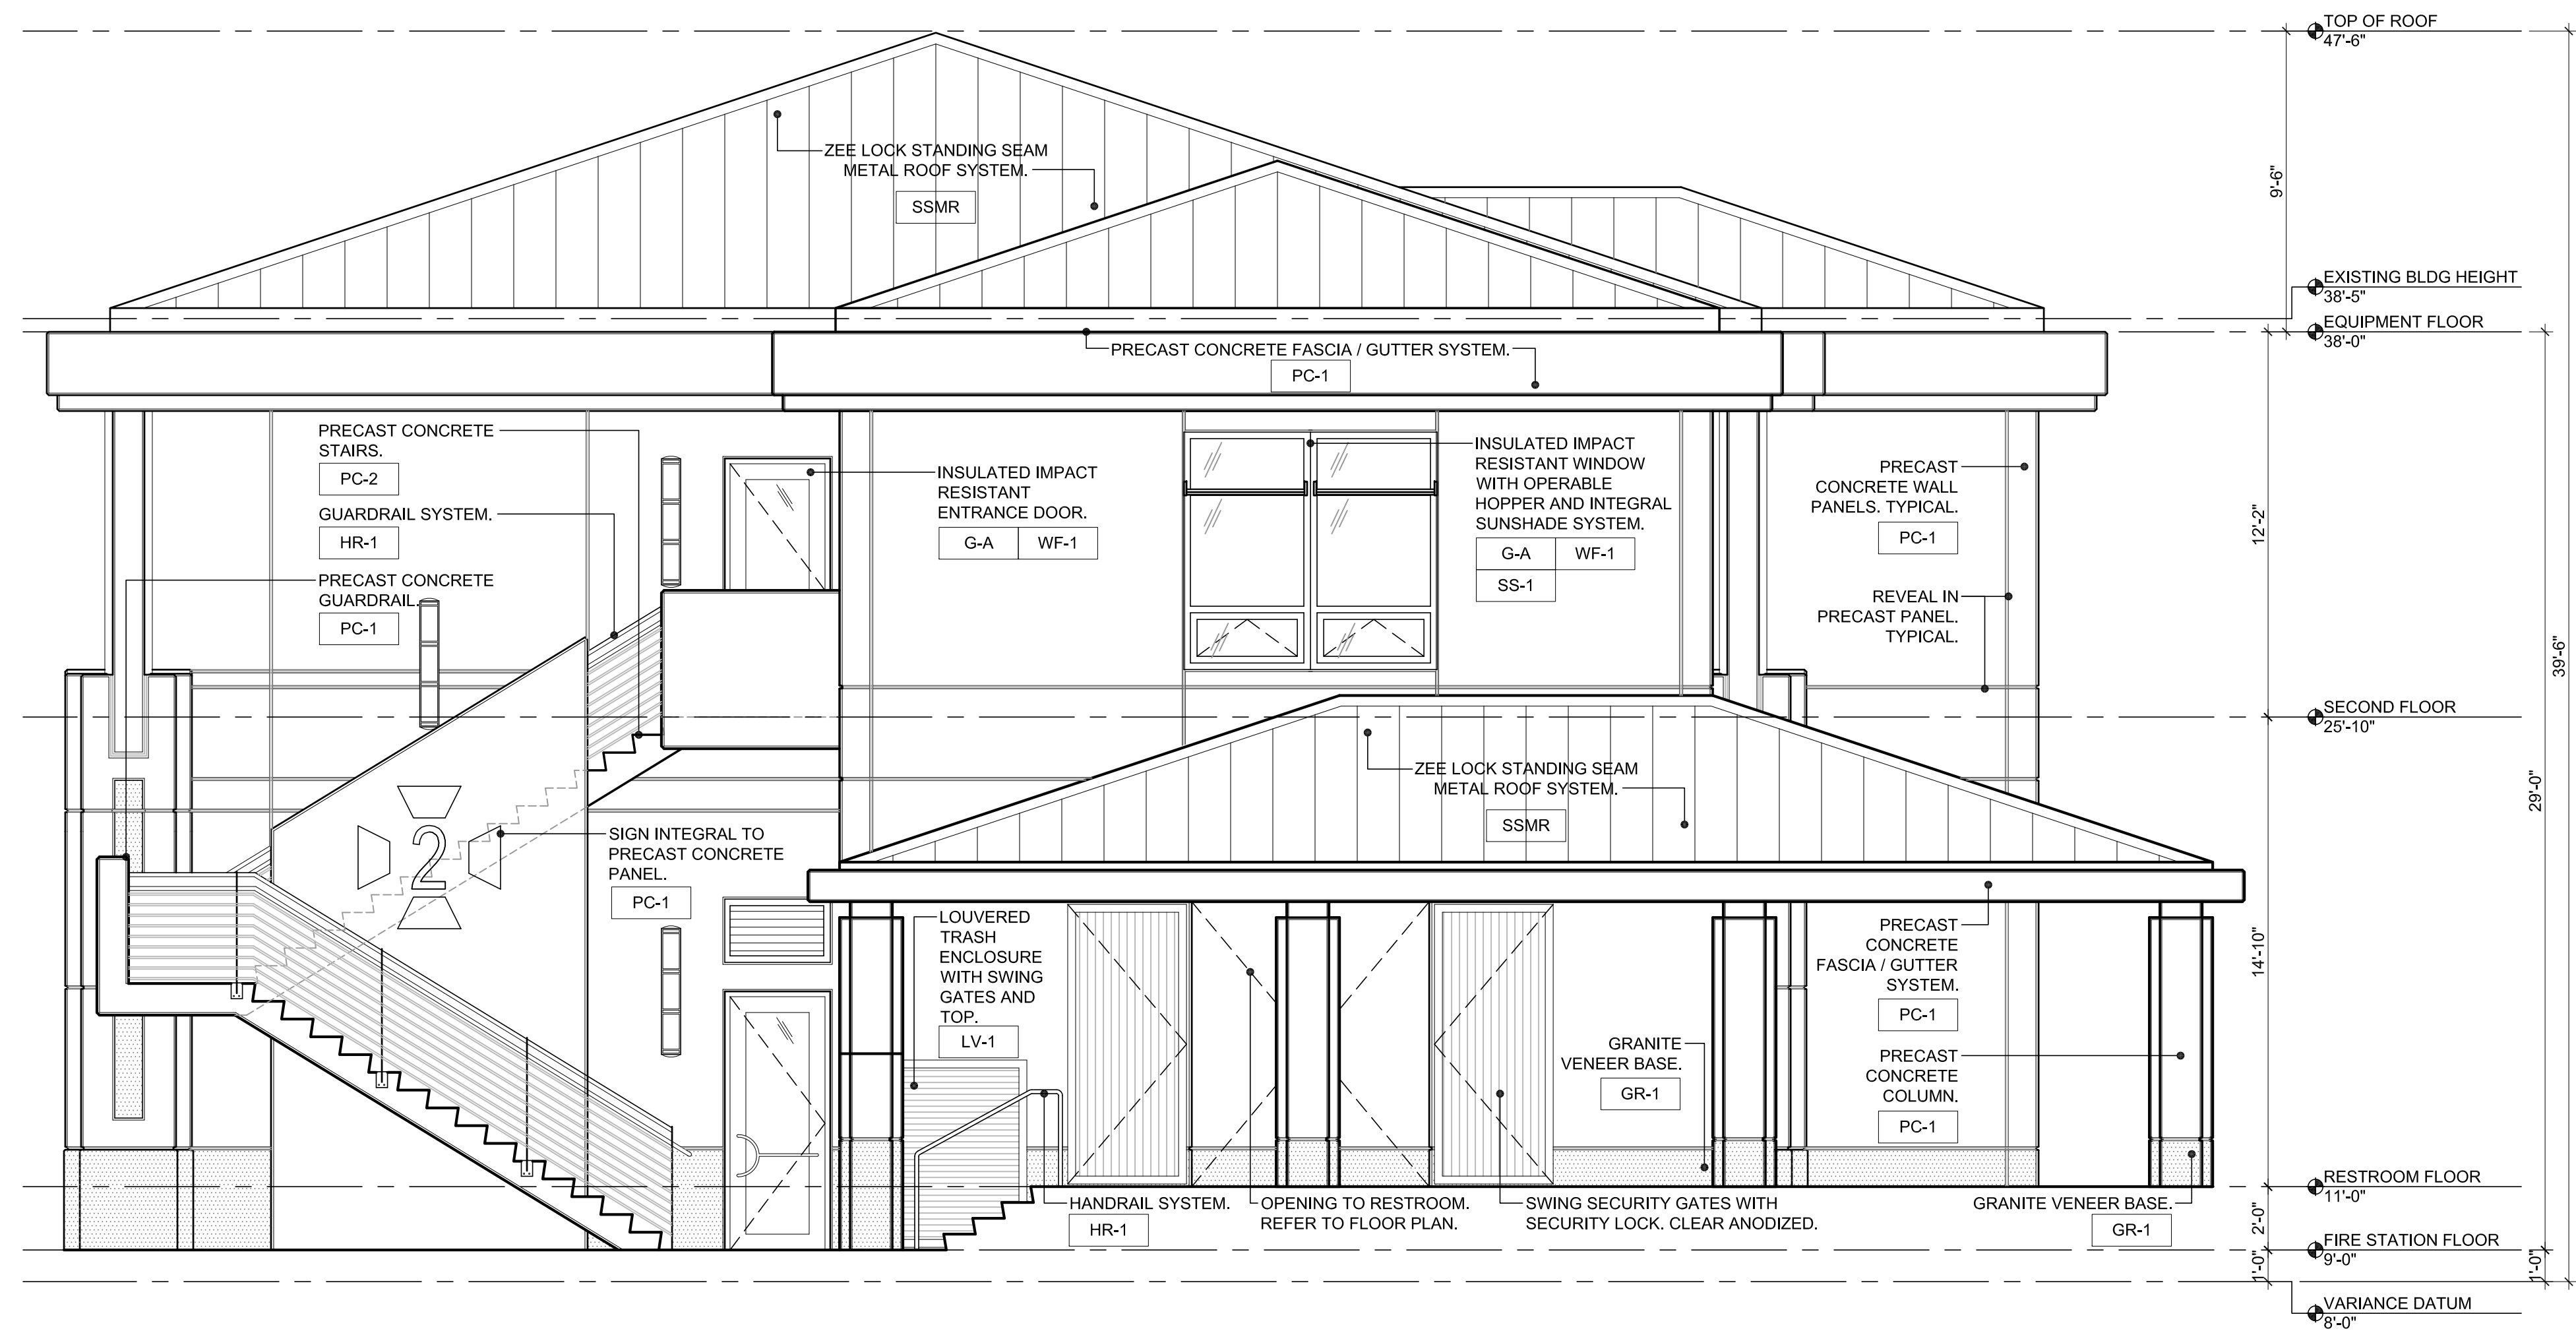 TOP OF ROOF
47'-6"
ZEE LOCK STANDING SEAM
METAL ROOF SYSTEM.
SSMR
9'-6"
EXISTING BLDG HEIGHT
38'-5"
EQUIPMENT FLOOR
38'-0"
PRECAST CONCRETE FASCIA / GUTTER SYSTEM.
PC-1
PRECAST CONCRETE
STAIRS.
PC-2
GUARDRAIL SYSTEM.
HR-1
PRECAST CONCRETE
GUARDRAIL.
PC-1
INSULATED IMPACT
RESISTANT
ENTRANCE DOOR.
G-A WF-1
INSULATED IMPACT
RESISTANT WINDOW
WITH OPERABLE
HOPPER AND INTEGRAL
SUNSHADE SYSTEM.
G-A WF-1
SS-1
PRECAST
CONCRETE WALL
PANELS. TYPICAL.
PC-1
REVEAL IN
PRECAST PANEL.
TYPICAL.
12'-2"
39'-6"
29'-0"
SECOND FLOOR
25'-10"
ZEE LOCK STANDING SEAM
METAL ROOF SYSTEM.
SSMR
2
SIGN INTEGRAL TO
PRECAST CONCRETE
PANEL.
PC-1
LOUVERED
TRASH
ENCLOSURE
WITH SWING
GATES AND
TOP.
LV-1
GRANITE
VENEER BASE.
GR-1
PRECAST
CONCRETE
FASCIA / GUTTER
SYSTEM.
PC-1
PRECAST
CONCRETE
COLUMN.
PC-1
14'-10"
HANDRAIL SYSTEM.
HR-1
OPENING TO RESTROOM.
REFER TO FLOOR PLAN.
SWING SECURITY GATES WITH
SECURITY LOCK. CLEAR ANODIZED.
GRANITE VENEER BASE.
GR-1
RESTROOM FLOOR
11'-0"
2'-0"
FIRE STATION FLOOR
9'-0"
1'-0"
1'-0"
VARIANCE DATUM
8'-0"